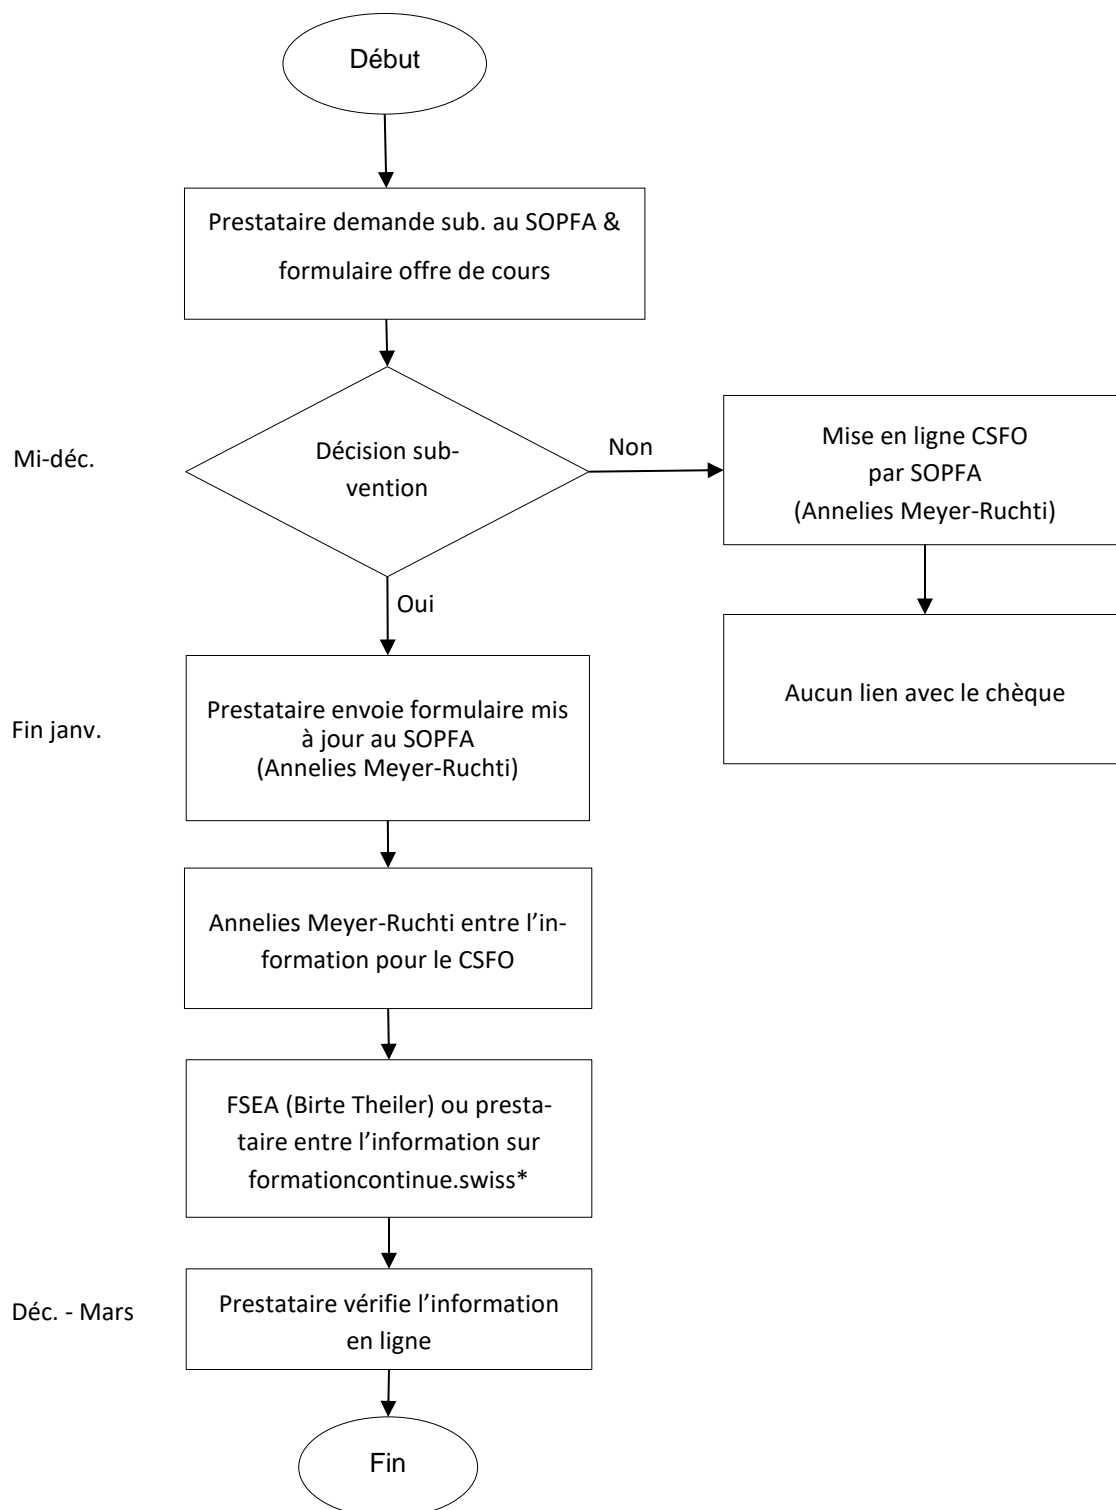 Début
Prestataire demande sub. au SOPFA &
formulaire offre de cours
Mi-déc.
Décision sub-
vention
Non
Mise en ligne CSFO
par SOPFA
(Annelies Meyer-Ruchti)
Oui
Aucun lien avec le chèque
Fin janv.
Prestataire envoie formulaire mis
à jour au SOPFA
(Annelies Meyer-Ruchti)
Annelies Meyer-Ruchti entre l’in-
formation pour le CSFO
FSEA (Birte Theiler) ou presta-
taire entre l’information sur
formationcontinue.swiss*
Déc. - Mars
Prestataire vérifie l’information
en ligne
Fin